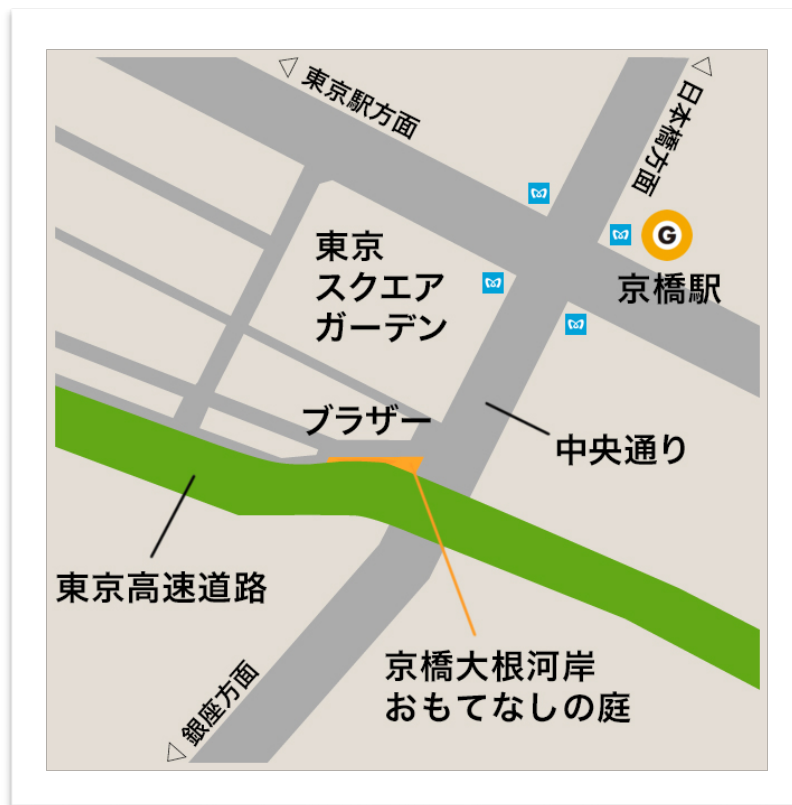 東京駅方面
日本橋方面
G
京橋駅
東京
スクエア
ガーデン
ブラザー
中央通り
東京高速道路
京橋大根河岸
おもてなしの庭
銀座方面